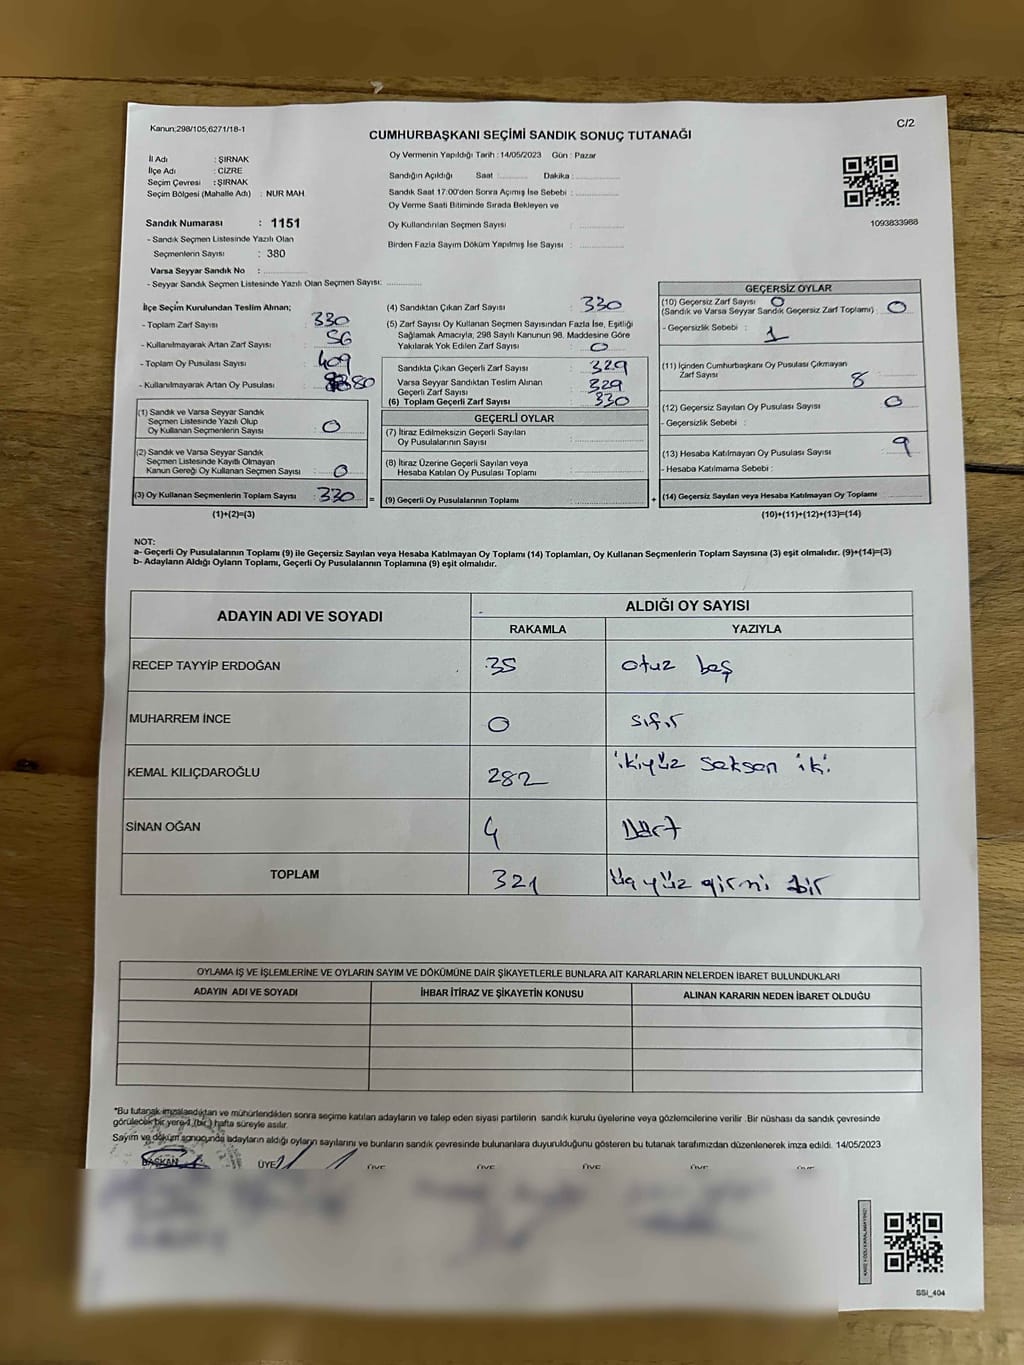 Kanun;298/105,6271/18-1
C/2
CUMHURBAŞKANI SEÇİMİ SANDIK SONUÇ TUTANAĞI
Oy Vermenin Yapıldığı Tarih : 14/05/2023 Gün : Pazar
İl Adı : ŞIRNAK
İlçe Adı : CİZRE
Seçim Çevresi : ŞIRNAK
Seçim Bölgesi (Mahalle Adı) : NUR MAH.
Sandığın Açıldığı Saat : Dakika :
Sandık Saat 17:00'den Sonra Açımış İse Sebebi :
Oy Verme Saati Bitiminde Sırada Bekleyen ve
Oy Kullandırılan Seçmen Sayısı :
Birden Fazla Sayım Döküm Yapılmış İse Sayısı :
1093833988
Sandık Numarası : 1151
- Sandık Seçmen Listesinde Yazılı Olan
Seçmenlerin Sayısı : 380
Varsa Seyyar Sandık No :
- Seyyar Sandık Seçmen Listesinde Yazılı Olan Seçmen Sayısı:
İlçe Seçim Kurulundan Teslim Alınan;
- Toplam Zarf Sayısı : 330
- Kullanılmayarak Artan Zarf Sayısı : 56
- Toplam Oy Pusulası Sayısı : 409
- Kullanılmayarak Artan Oy Pusulası : 80
(1) Sandık ve Varsa Seyyar Sandık
Seçmen Listesinde Yazılı Olup
Oy Kullanan Seçmenlerin Sayısı : 0
(2) Sandık ve Varsa Seyyar Sandık
Seçmen Listesinde Kayıtlı Olmayan
Kanun Gereği Oy Kullanan Seçmen Sayısı : 0
(3) Oy Kullanan Seçmenlerin Toplam Sayısı : 330 =
(1)+(2)=(3)
(4) Sandıktan Çıkan Zarf Sayısı : 330
(5) Zarf Sayısı Oy Kullanan Seçmen Sayısından Fazla İse, Eşitliği
Sağlamak Amacıyla; 298 Sayılı Kanunun 98. Maddesine Göre
Yakılarak Yok Edilen Zarf Sayısı : 0
Sandıkta Çıkan Geçerli Zarf Sayısı : 329
Varsa Seyyar Sandıktan Teslim Alınan
Geçerli Zarf Sayısı : 329
(6) Toplam Geçerli Zarf Sayısı : 330
GEÇERLİ OYLAR
(7) İtiraz Edilmeksizin Geçerli Sayılan
Oy Pusulalarının Sayısı :
(8) İtiraz Üzerine Geçerli Sayılan veya
Hesaba Katılan Oy Pusulası Toplamı :
(9) Geçerli Oy Pusulalarının Toplamı : +
GEÇERSİZ OYLAR
(10) Geçersiz Zarf Sayısı 0
(Sandık ve Varsa Seyyar Sandık Geçersiz Zarf Toplamı) : 0
- Geçersizlik Sebebi : 1
(11) İçinden Cumhurbaşkanı Oy Pusulası Çıkmayan
Zarf Sayısı 8
(12) Geçersiz Sayılan Oy Pusulası Sayısı : 0
- Geçersizlik Sebebi :
(13) Hesaba Katılmayan Oy Pusulası Sayısı : 9
- Hesaba Katılmama Sebebi :
(14) Geçersiz Sayılan veya Hesaba Katılmayan Oy Toplamı
(10)+(11)+(12)+(13)=(14)
NOT:
a- Geçerli Oy Pusulalarının Toplamı (9) ile Geçersiz Sayılan veya Hesaba Katılmayan Oy Toplamı (14) Toplamları, Oy Kullanan Seçmenlerin Toplam Sayısına (3) eşit olmalıdır. (9)+(14)=(3)
b- Adayların Aldığı Oyların Toplamı, Geçerli Oy Pusulalarının Toplamına (9) eşit olmalıdır.
ADAYIN ADI VE SOYADI ALDIĞI OY SAYISI
RAKAMLA YAZIYLA
RECEP TAYYİP ERDOĞAN 35 otuz beş
MUHARREM İNCE 0 sıfır
KEMAL KILIÇDAROĞLU 282 ikiyüz seksen iki
SİNAN OĞAN 4 Dört
TOPLAM 321 Üçyüz yirmi bir
OYLAMA İŞ VE İŞLEMLERİNE VE OYLARIN SAYIM VE DÖKÜMÜNE DAİR ŞİKAYETLERLE BUNLARA AİT KARARLARIN NELERDEN İBARET BULUNDUKLARI
ADAYIN ADI VE SOYADI İHBAR İTİRAZ VE ŞİKAYETİN KONUSU ALINAN KARARIN NEDEN İBARET OLDUĞU
*Bu tutanak imzalandıktan ve mühürlendikten sonra seçime katılan adayların ve talep eden siyasi partilerin sandık kurulu üyelerine veya gözlemcilerine verilir. Bir nüshası da sandık çevresinde
görülecek bir yere 1 (bir) hafta süreyle asılır.
Sayım ve döküm sonucunda adayların aldığı oyların sayılarını ve bunların sandık çevresinde bulunanlara duyurulduğunu gösteren bu tutanak tarafımızdan düzenlenerek imza edildi. 14/05/2023
BAŞKAN ÜYE ÜYE ÜYE ÜYE ÜYE ÜYE
SSI_404